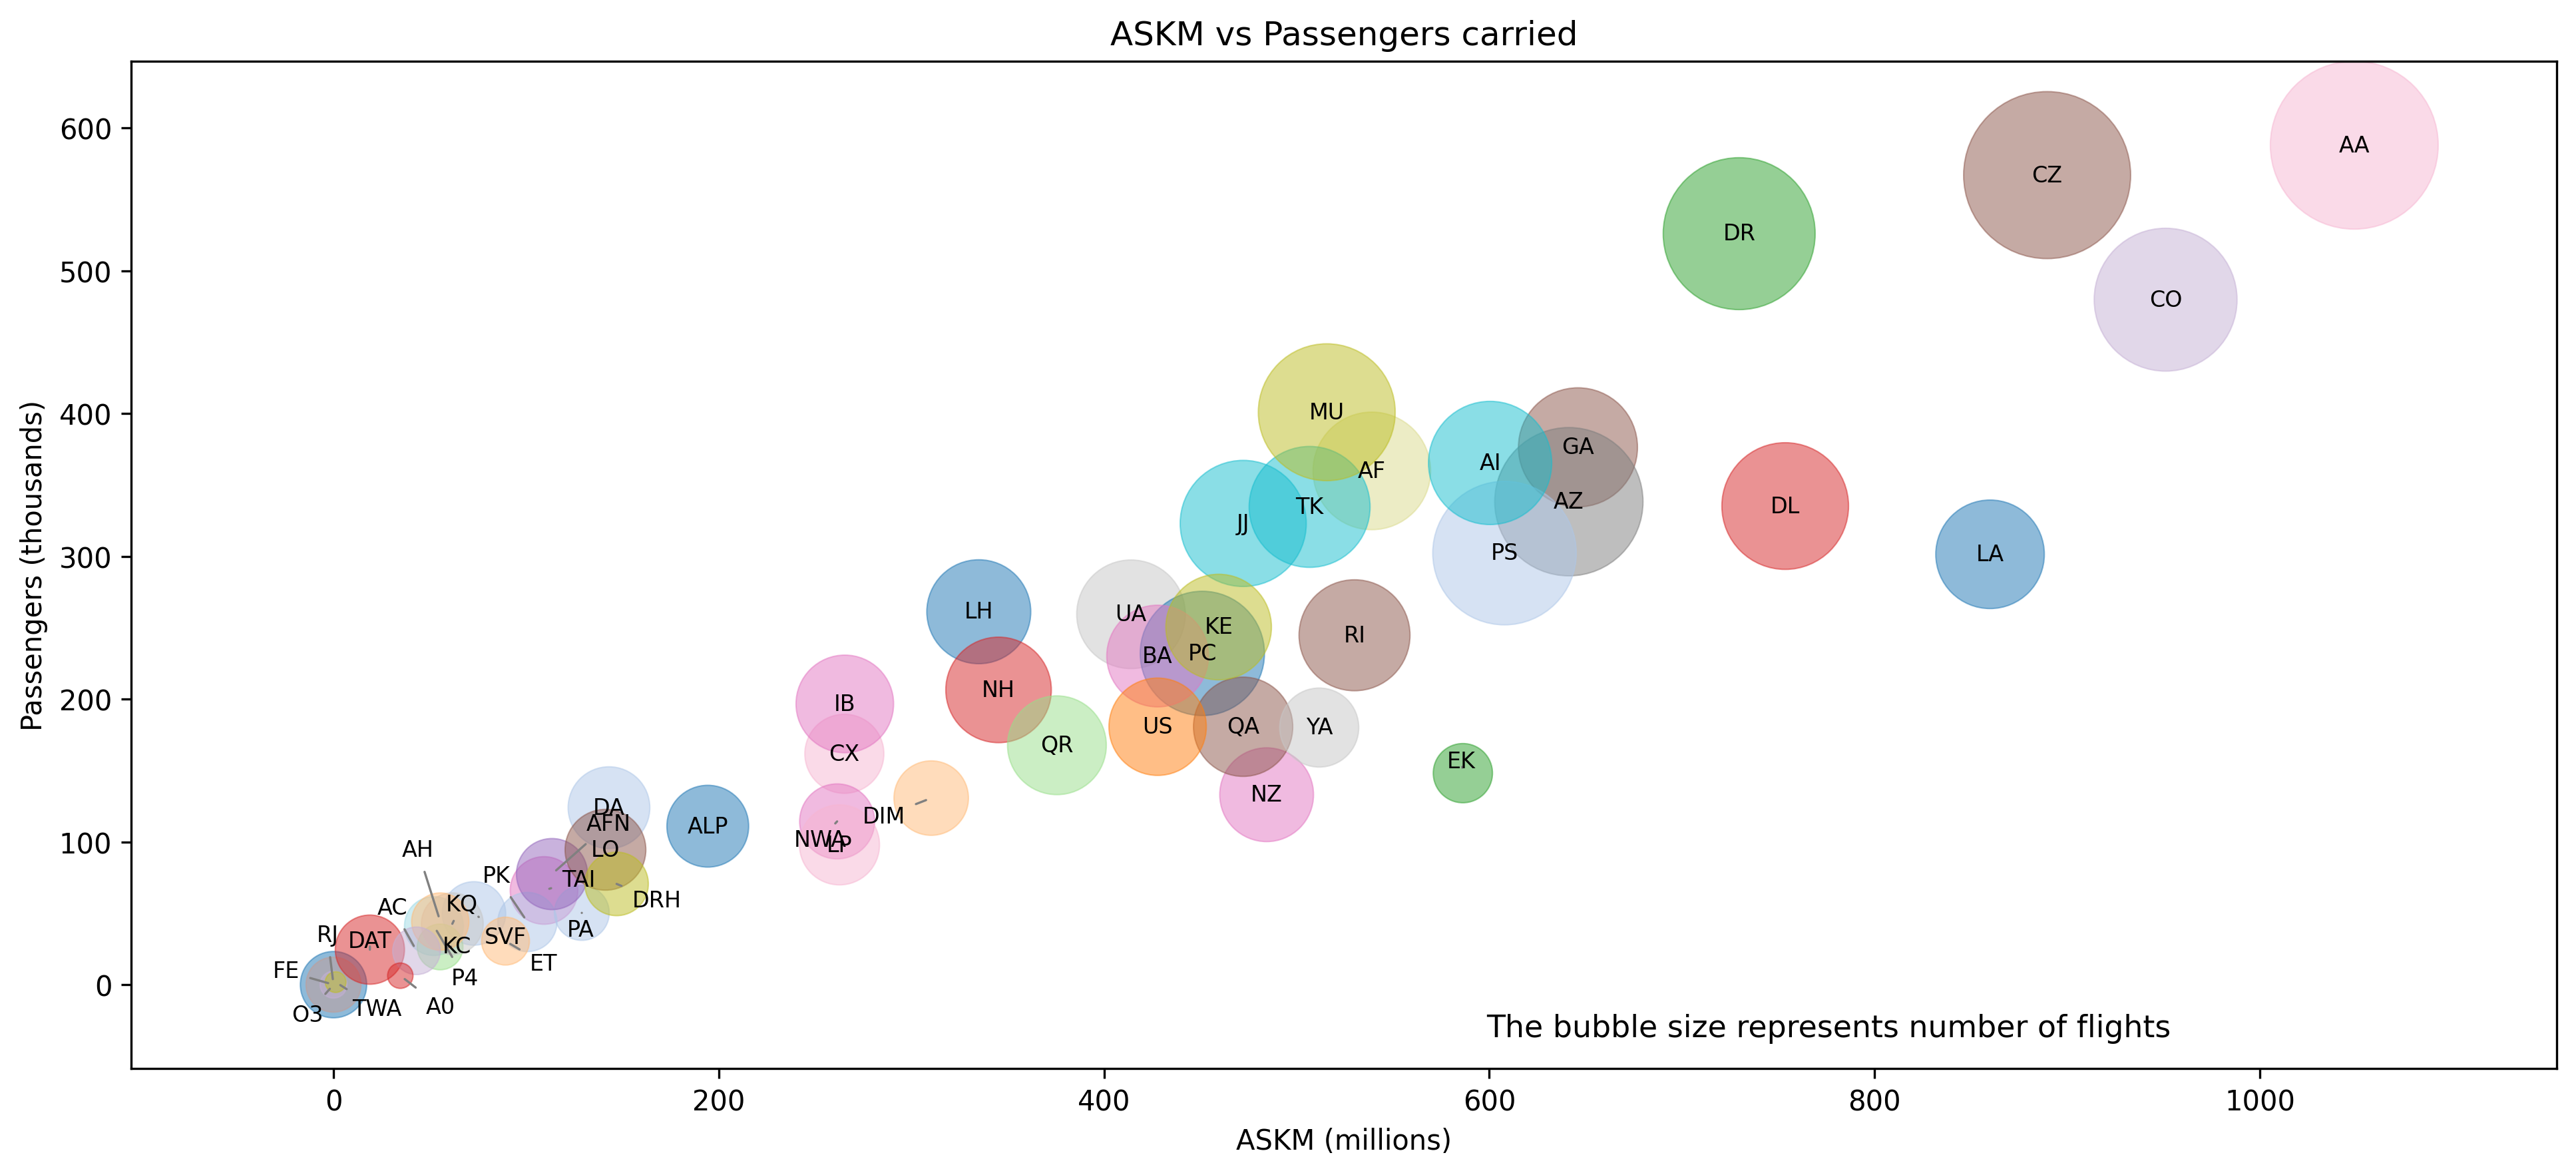 ASKM vs Passengers carried
Passengers (thousands)
600
500
400
300
200
100
0
AA
CZ
DR
CO
MU
GA
AI
AF
AZ
DL
TK
JJ
PS
LA
LH
UA
KE
RI
BA
PC
NH
IB
US
QA
YA
QR
CX
EK
NZ
DIM
DA
AFN
ALP
NWA
LP
AH
LO
PK
TAI
DRH
AC
KQ
RJ
DAT
KC
SVF
PA
FE
P4
ET
O3
TWA
A0
The bubble size represents number of flights
0
200
400
600
800
1000
ASKM (millions)